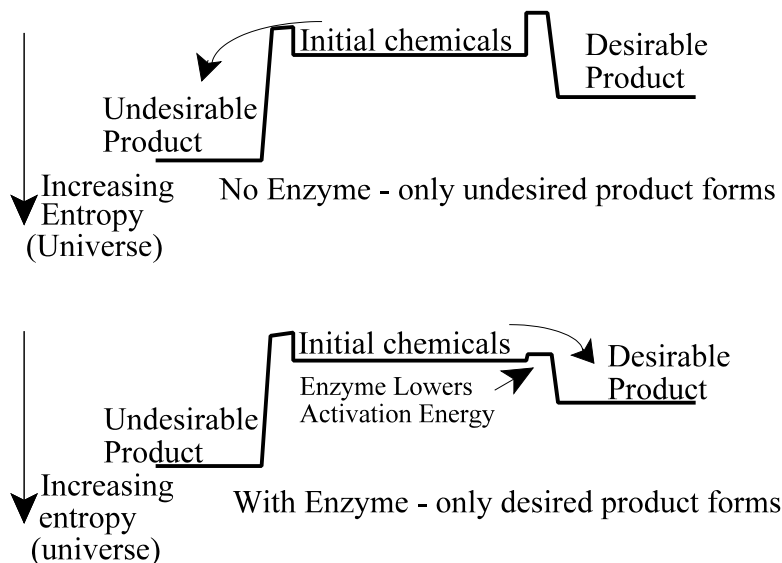 Initial chemicals
Desirable
Product
Undesirable
Product
Increasing
Entropy
(Universe)
No Enzyme - only undesired product forms
Initial chemicals
Desirable
Product
Enzyme Lowers
Activation Energy
Undesirable
Product
Increasing
entropy
(universe)
With Enzyme - only desired product forms